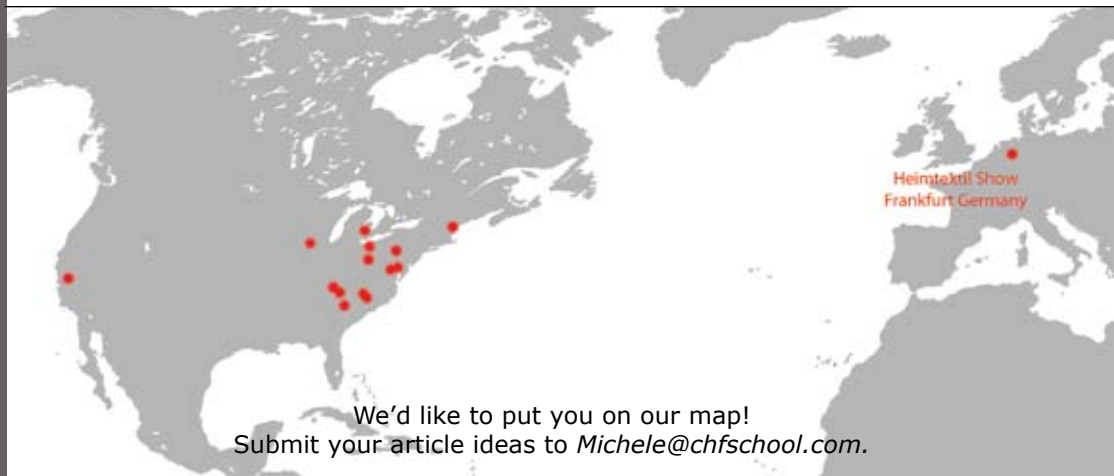 Heimtextil Show
Frankfurt Germany
We'd like to put you on our map!
Submit your article ideas to Michele@chfschool.com.